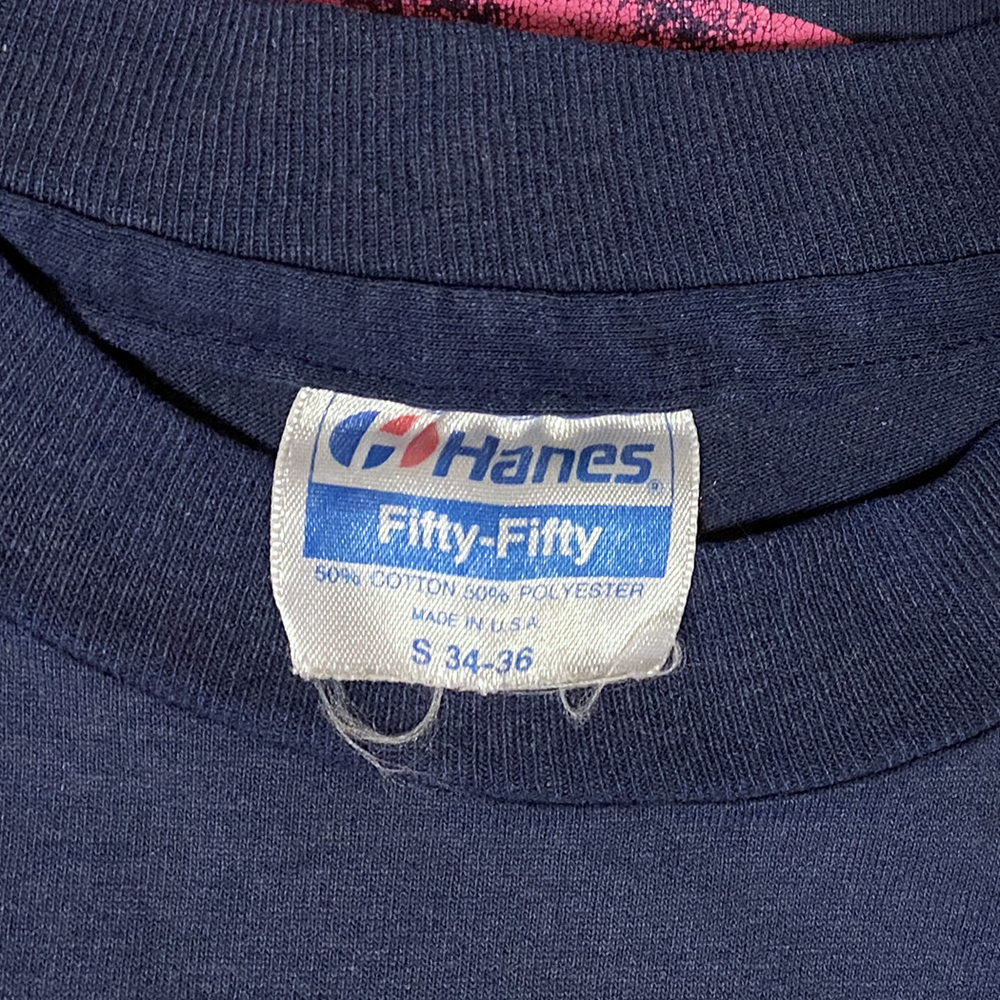 Hanes®
Fifty-Fifty
50% COTTON 50% POLYESTER
MADE IN U.S.A
S 34-36